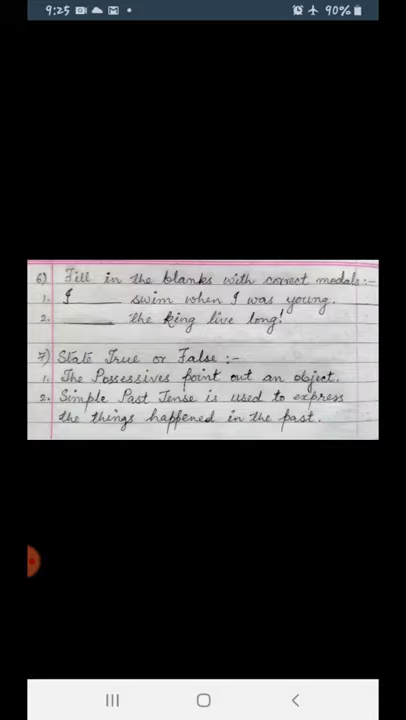 9:25 90%
6) Fill in the blanks with correct modals:-
1. I ______ swim when I was young.
2. ______ the king live long!
7) State True or False :-
1. The Possessives point out an object.
2. Simple Past Tense is used to express
the things happened in the past.